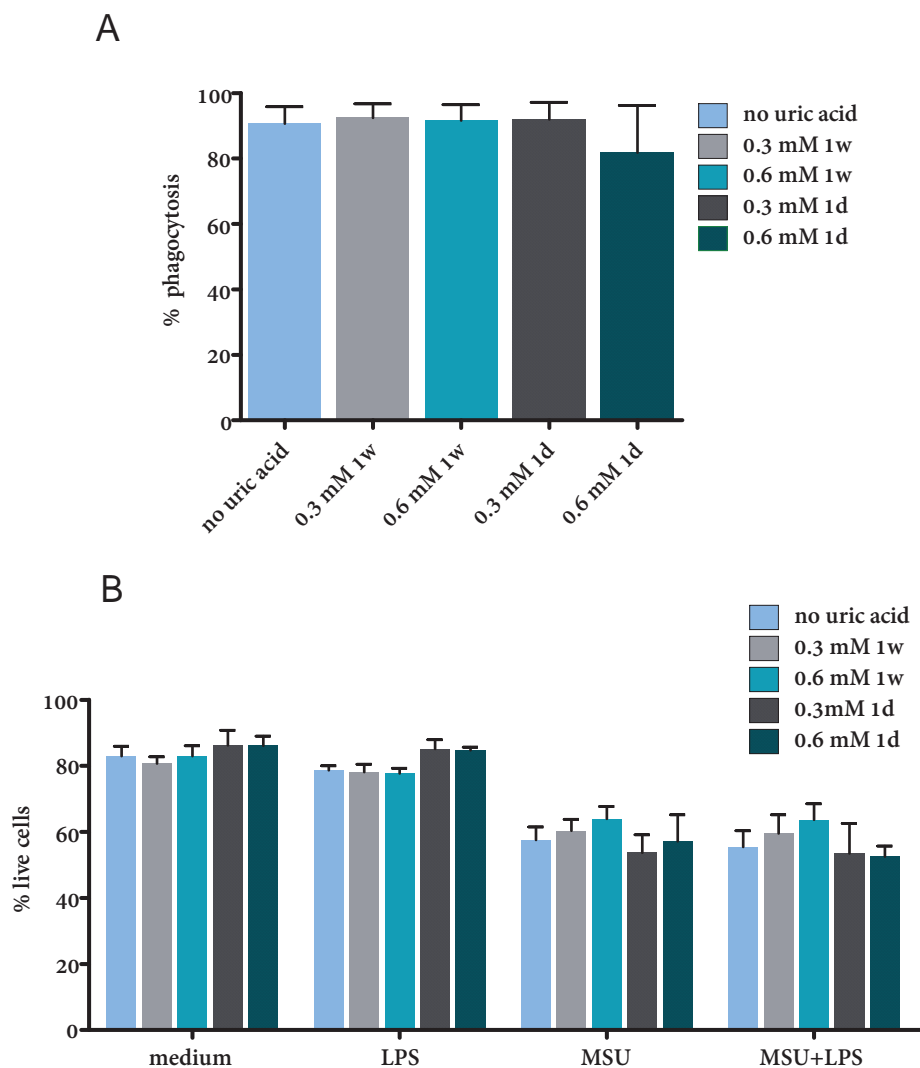 A
100
80
60
40
20
0
% phagocytosis
no uric acid
0.3 mM 1w
0.6 mM 1w
0.3 mM 1d
0.6 mM 1d
no uric acid
0.3 mM 1w
0.6 mM 1w
0.3 mM 1d
0.6 mM 1d
B
no uric acid
0.3 mM 1w
0.6 mM 1w
0.3mM 1d
0.6 mM 1d
100
80
60
40
20
0
% live cells
medium LPS MSU MSU+LPS